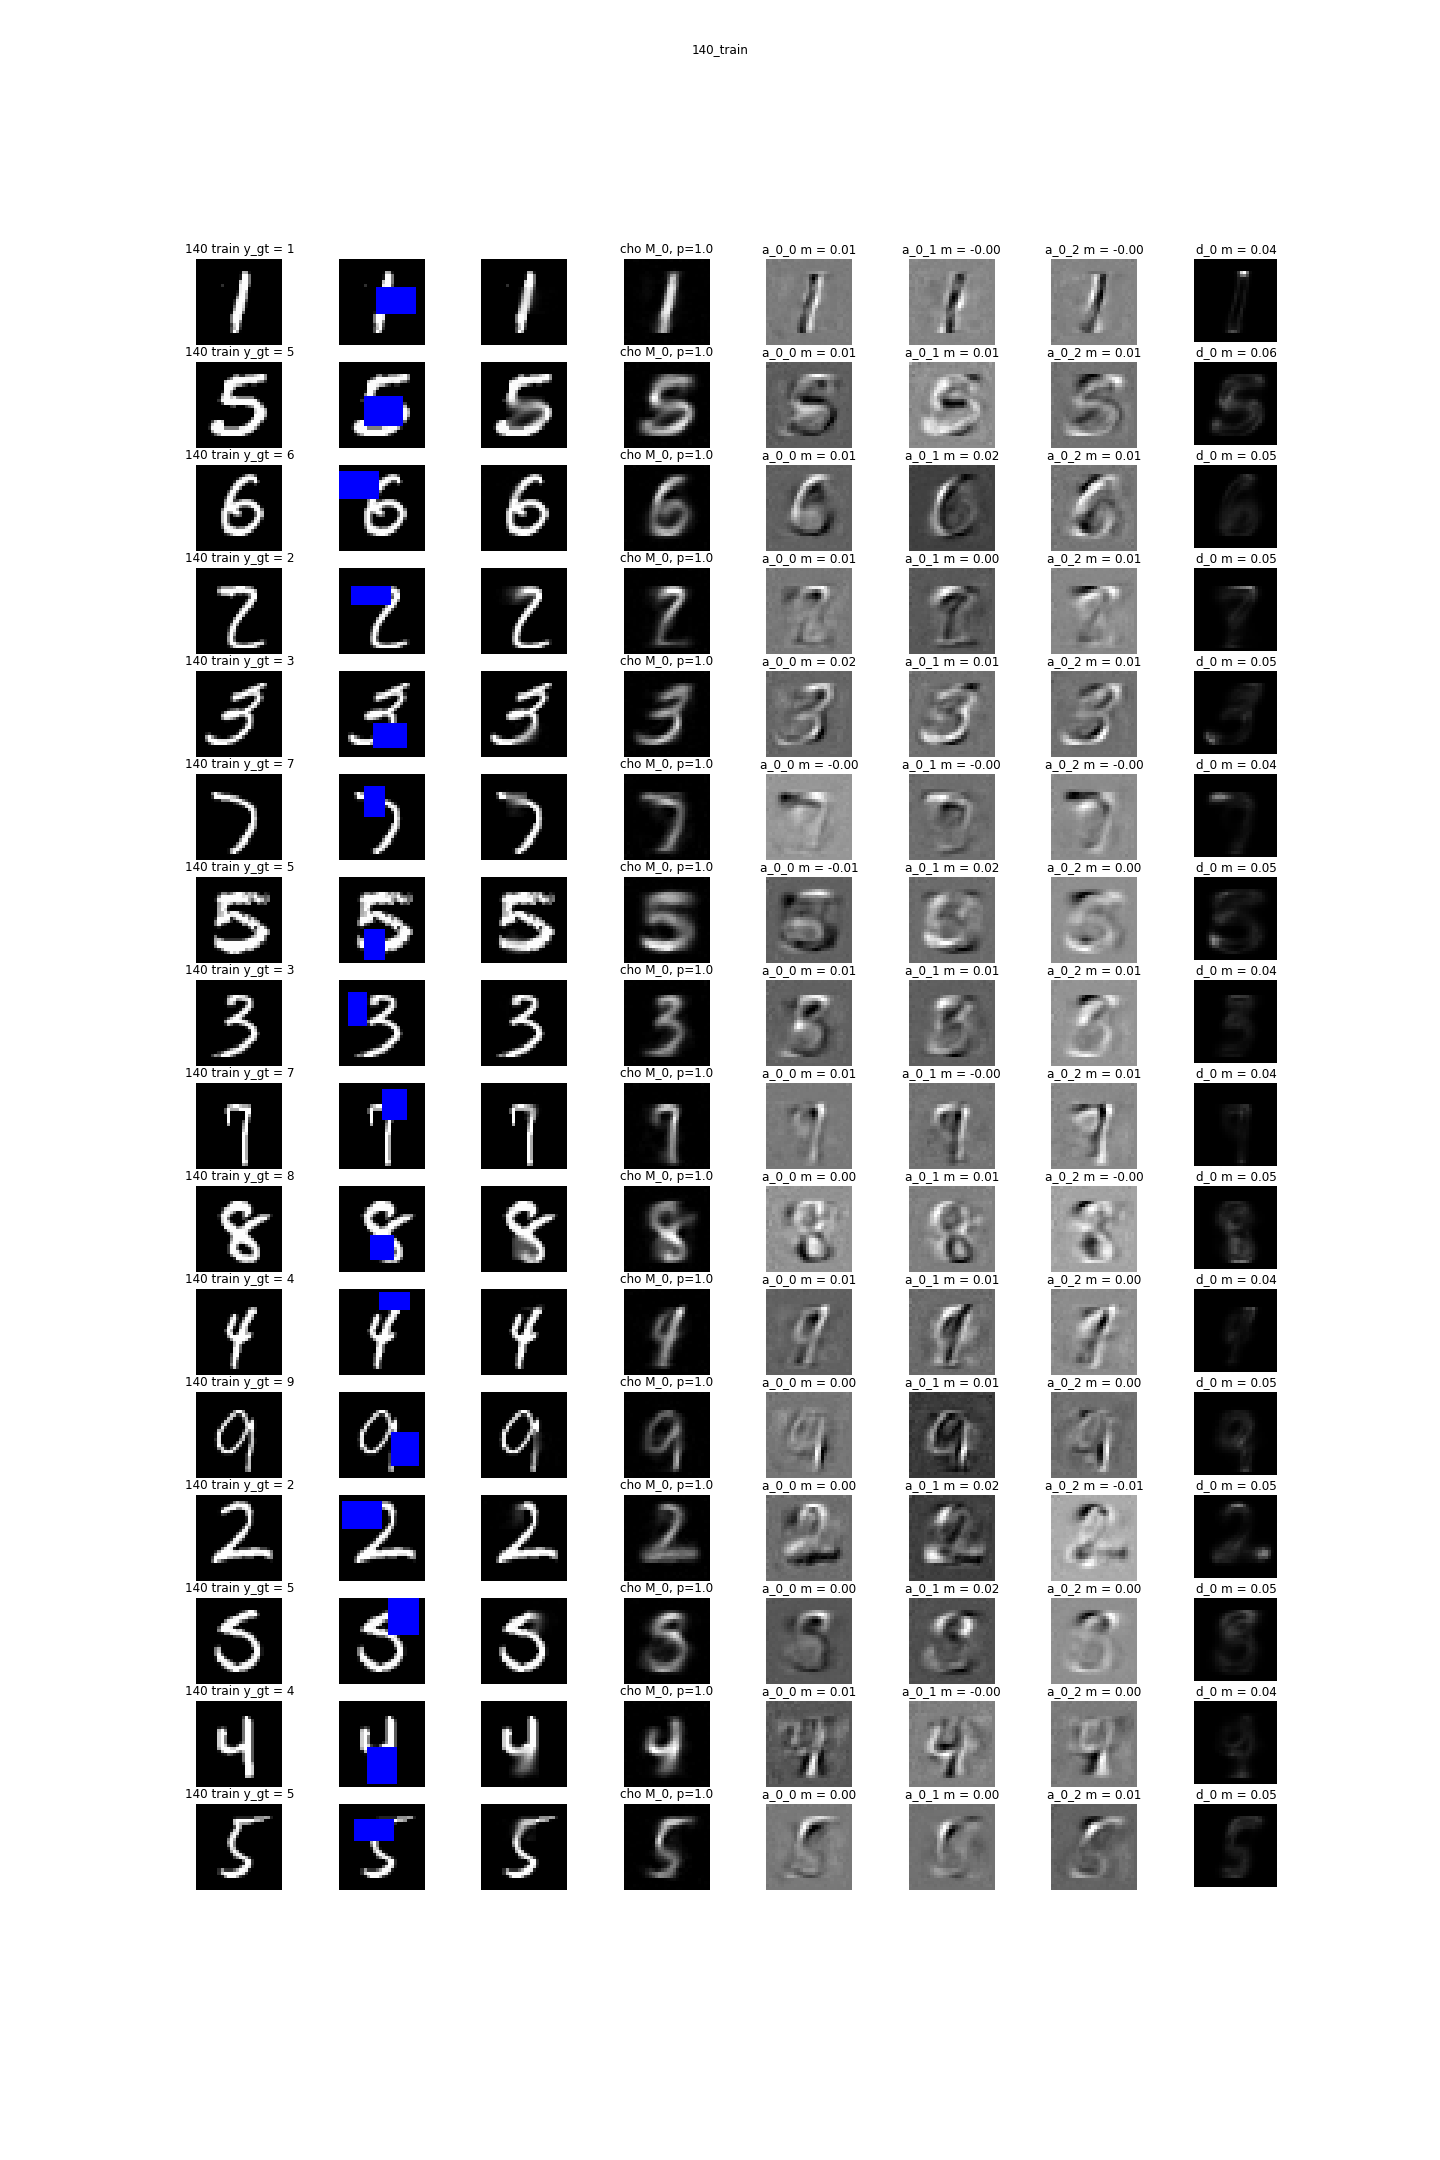 140_train
140 train y_gt = 1 cho M_0, p=1.0 a_0_0 m = 0.01 a_0_1 m = -0.00 a_0_2 m = -0.00 d_0 m = 0.04
140 train y_gt = 5 cho M_0, p=1.0 a_0_0 m = 0.01 a_0_1 m = 0.01 a_0_2 m = 0.01 d_0 m = 0.06
140 train y_gt = 6 cho M_0, p=1.0 a_0_0 m = 0.01 a_0_1 m = 0.02 a_0_2 m = 0.01 d_0 m = 0.05
140 train y_gt = 2 cho M_0, p=1.0 a_0_0 m = 0.01 a_0_1 m = 0.00 a_0_2 m = 0.01 d_0 m = 0.05
140 train y_gt = 3 cho M_0, p=1.0 a_0_0 m = 0.02 a_0_1 m = 0.01 a_0_2 m = 0.01 d_0 m = 0.05
140 train y_gt = 7 cho M_0, p=1.0 a_0_0 m = -0.00 a_0_1 m = -0.00 a_0_2 m = -0.00 d_0 m = 0.04
140 train y_gt = 5 cho M_0, p=1.0 a_0_0 m = -0.01 a_0_1 m = 0.02 a_0_2 m = 0.00 d_0 m = 0.05
140 train y_gt = 3 cho M_0, p=1.0 a_0_0 m = 0.01 a_0_1 m = 0.01 a_0_2 m = 0.01 d_0 m = 0.04
140 train y_gt = 7 cho M_0, p=1.0 a_0_0 m = 0.01 a_0_1 m = -0.00 a_0_2 m = 0.01 d_0 m = 0.04
140 train y_gt = 8 cho M_0, p=1.0 a_0_0 m = 0.00 a_0_1 m = 0.01 a_0_2 m = -0.00 d_0 m = 0.05
140 train y_gt = 4 cho M_0, p=1.0 a_0_0 m = 0.01 a_0_1 m = 0.01 a_0_2 m = 0.00 d_0 m = 0.04
140 train y_gt = 9 cho M_0, p=1.0 a_0_0 m = 0.00 a_0_1 m = 0.01 a_0_2 m = 0.00 d_0 m = 0.05
140 train y_gt = 2 cho M_0, p=1.0 a_0_0 m = 0.00 a_0_1 m = 0.02 a_0_2 m = -0.01 d_0 m = 0.05
140 train y_gt = 5 cho M_0, p=1.0 a_0_0 m = 0.00 a_0_1 m = 0.02 a_0_2 m = 0.00 d_0 m = 0.05
140 train y_gt = 4 cho M_0, p=1.0 a_0_0 m = 0.01 a_0_1 m = -0.00 a_0_2 m = 0.00 d_0 m = 0.04
140 train y_gt = 5 cho M_0, p=1.0 a_0_0 m = 0.00 a_0_1 m = 0.00 a_0_2 m = 0.01 d_0 m = 0.05